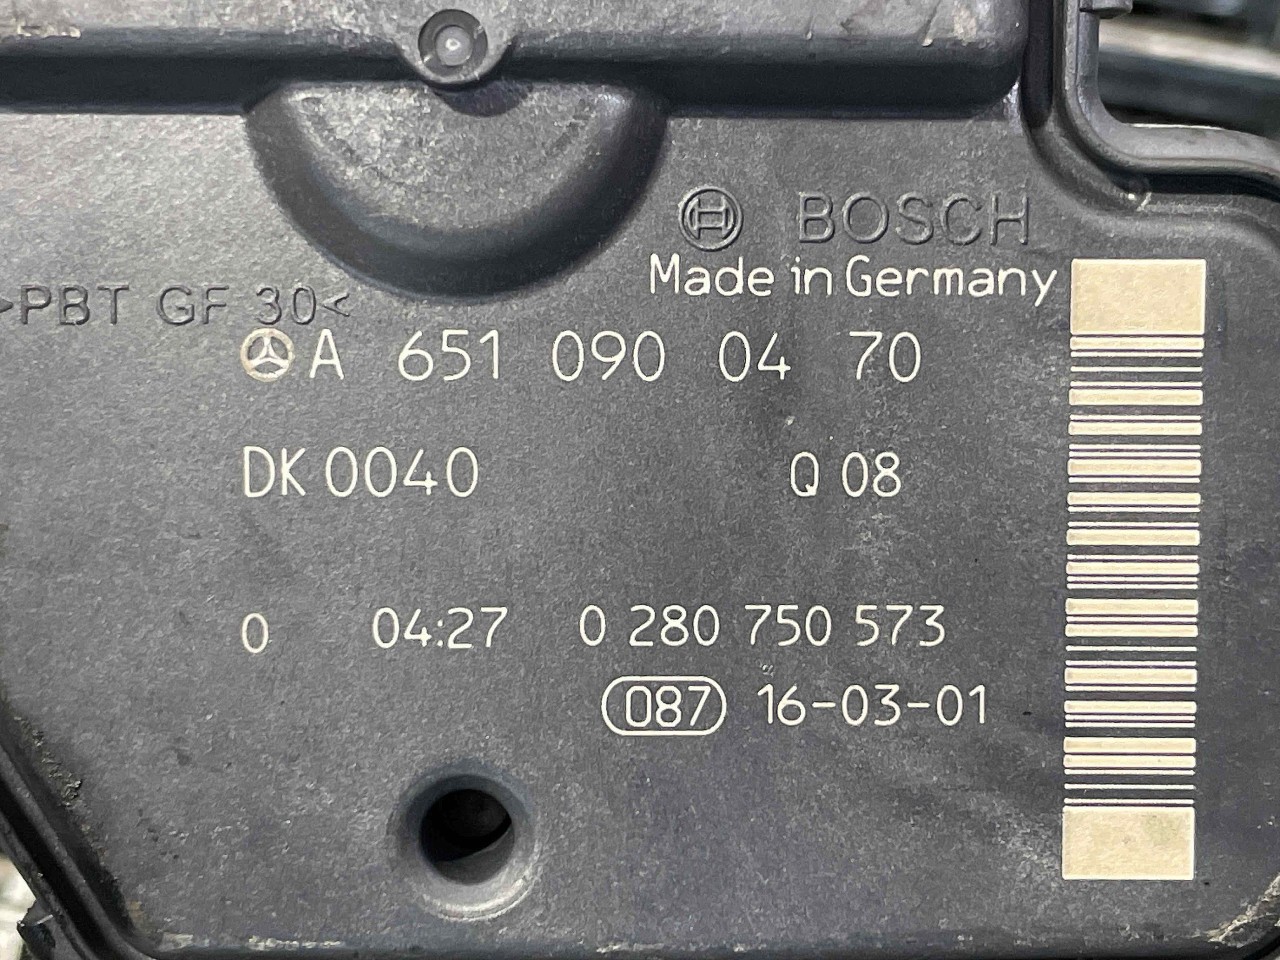 BOSCH
Made in Germany
>PBT GF 30<
A 651 090 04 70
DK 0040 Q 08
0 04:27 0 280 750 573
087 16-03-01